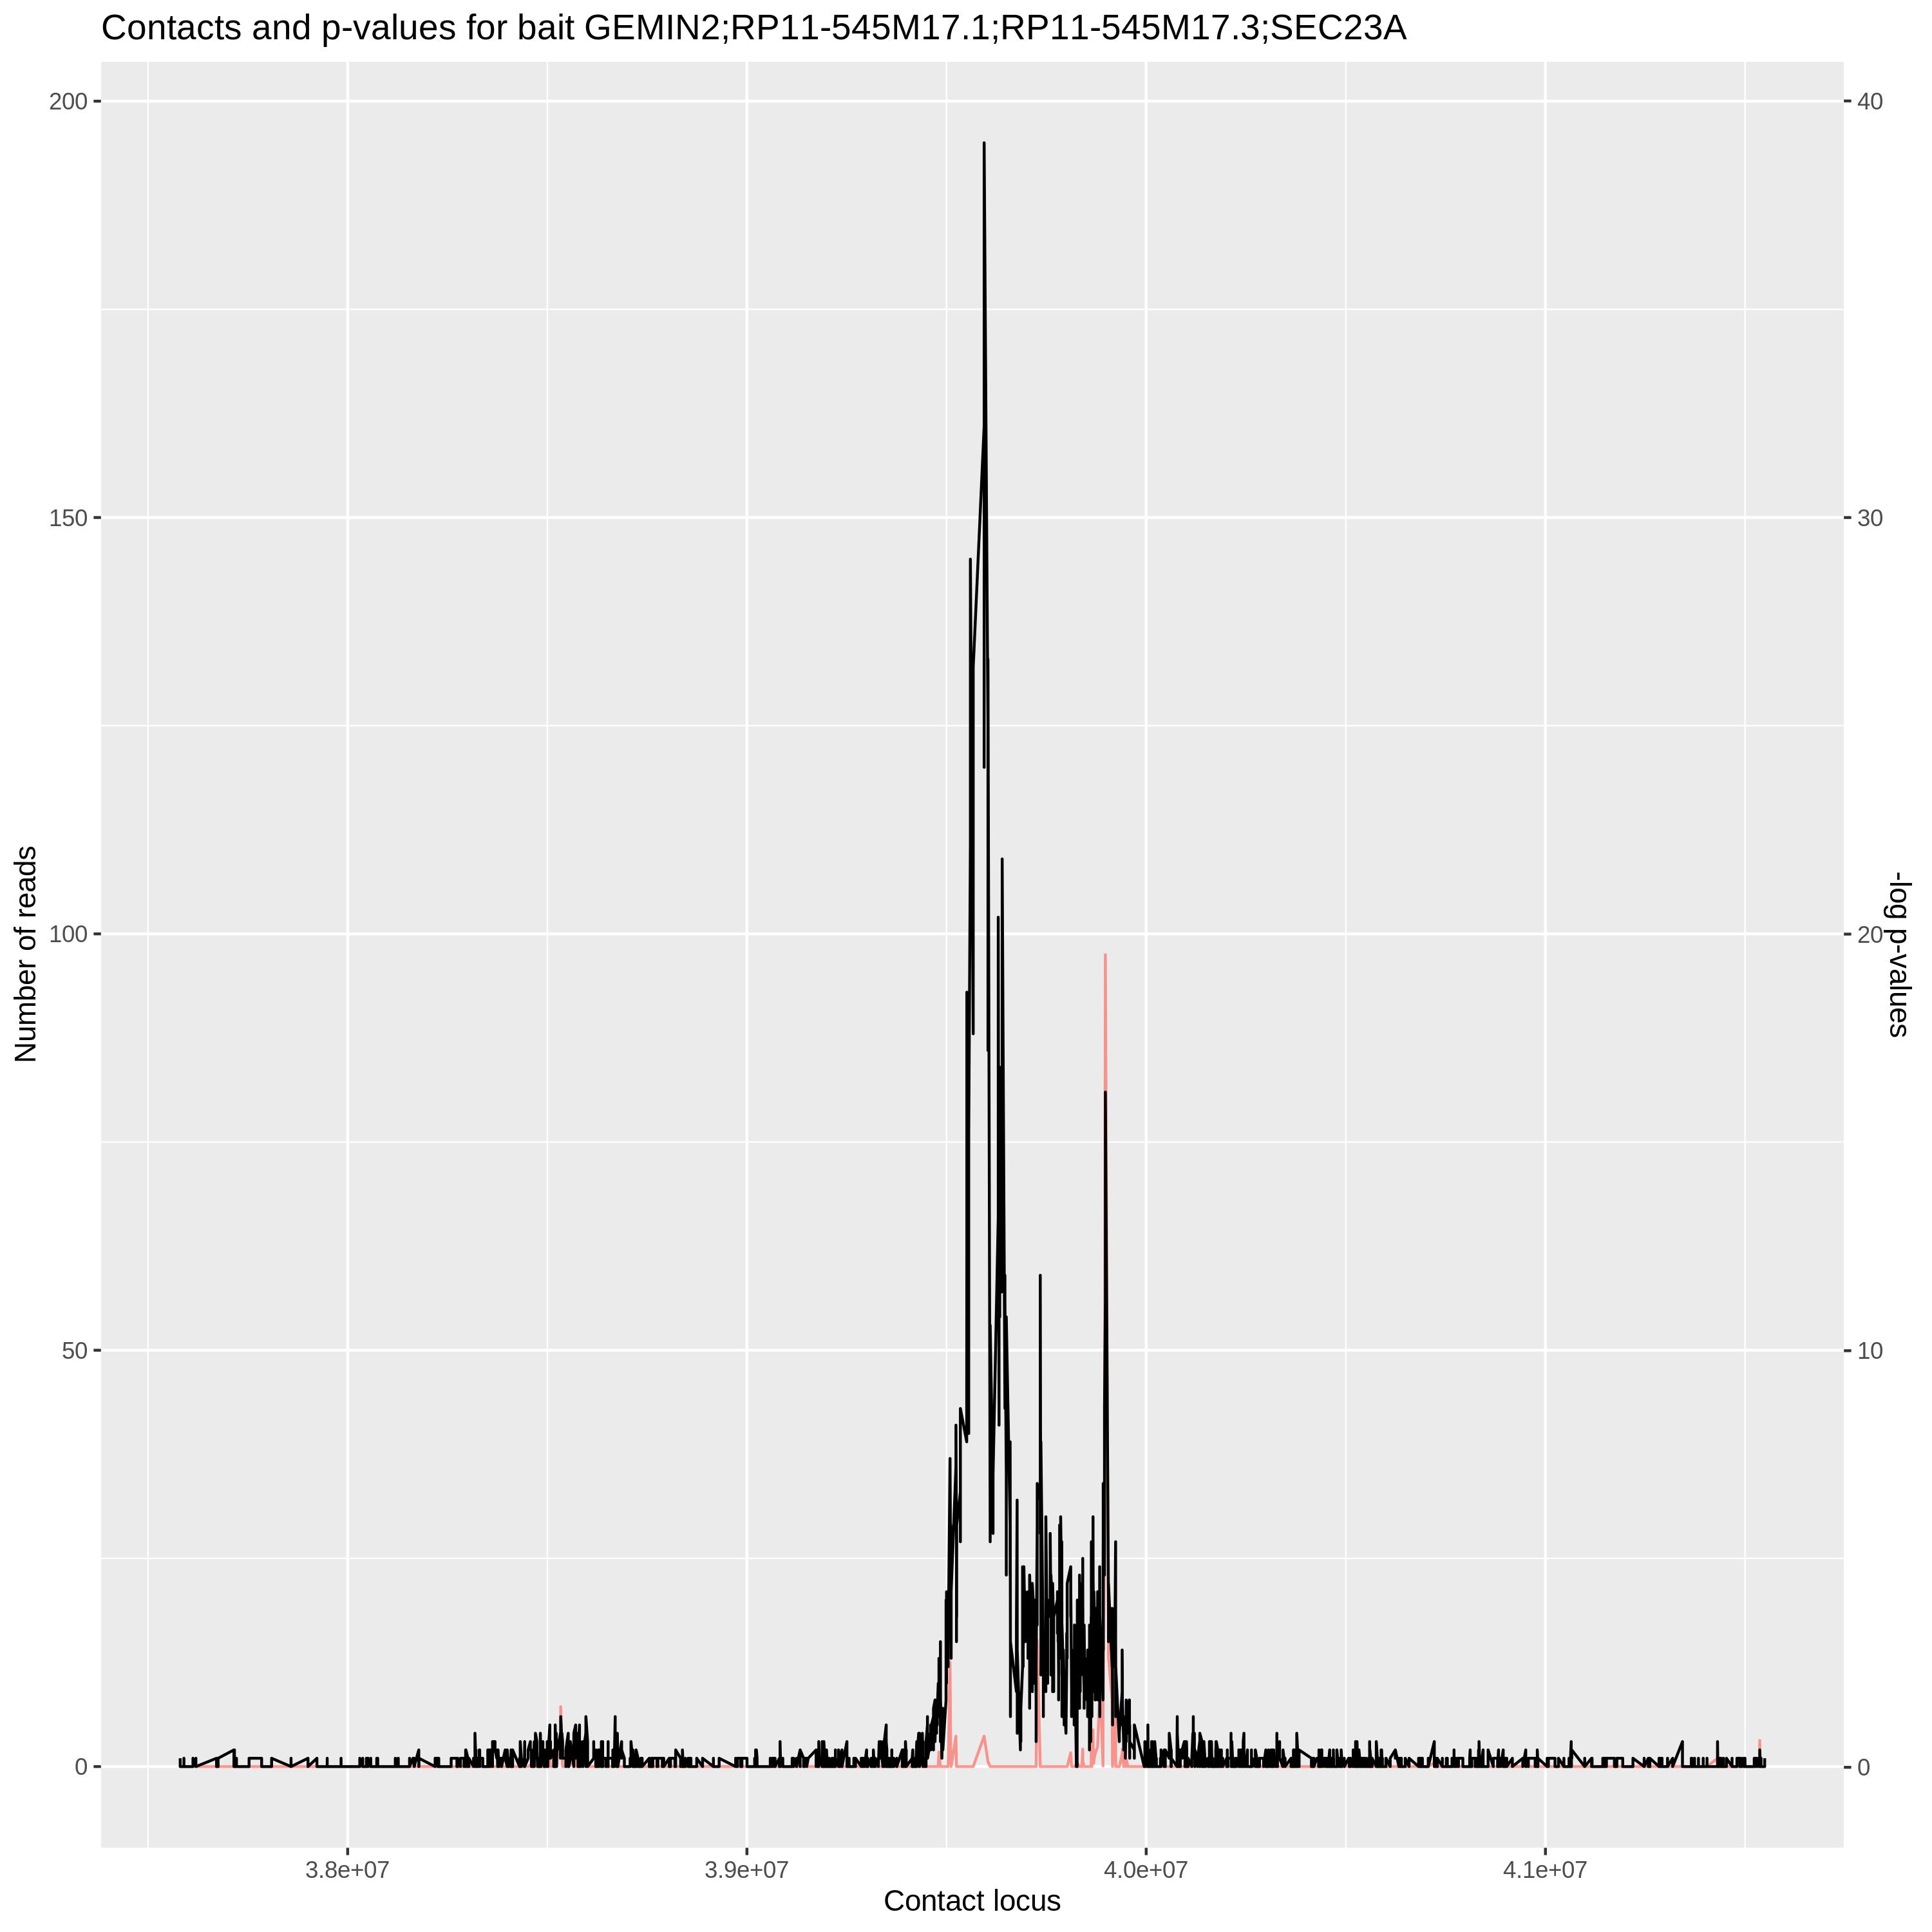 Contacts and p-values for bait GEMIN2;RP11-545M17.1;RP11-545M17.3;SEC23A
200
150
100
50
0
Number of reads
40
30
20
10
0
-log p-values
3.8e+07
3.9e+07
4.0e+07
4.1e+07
Contact locus